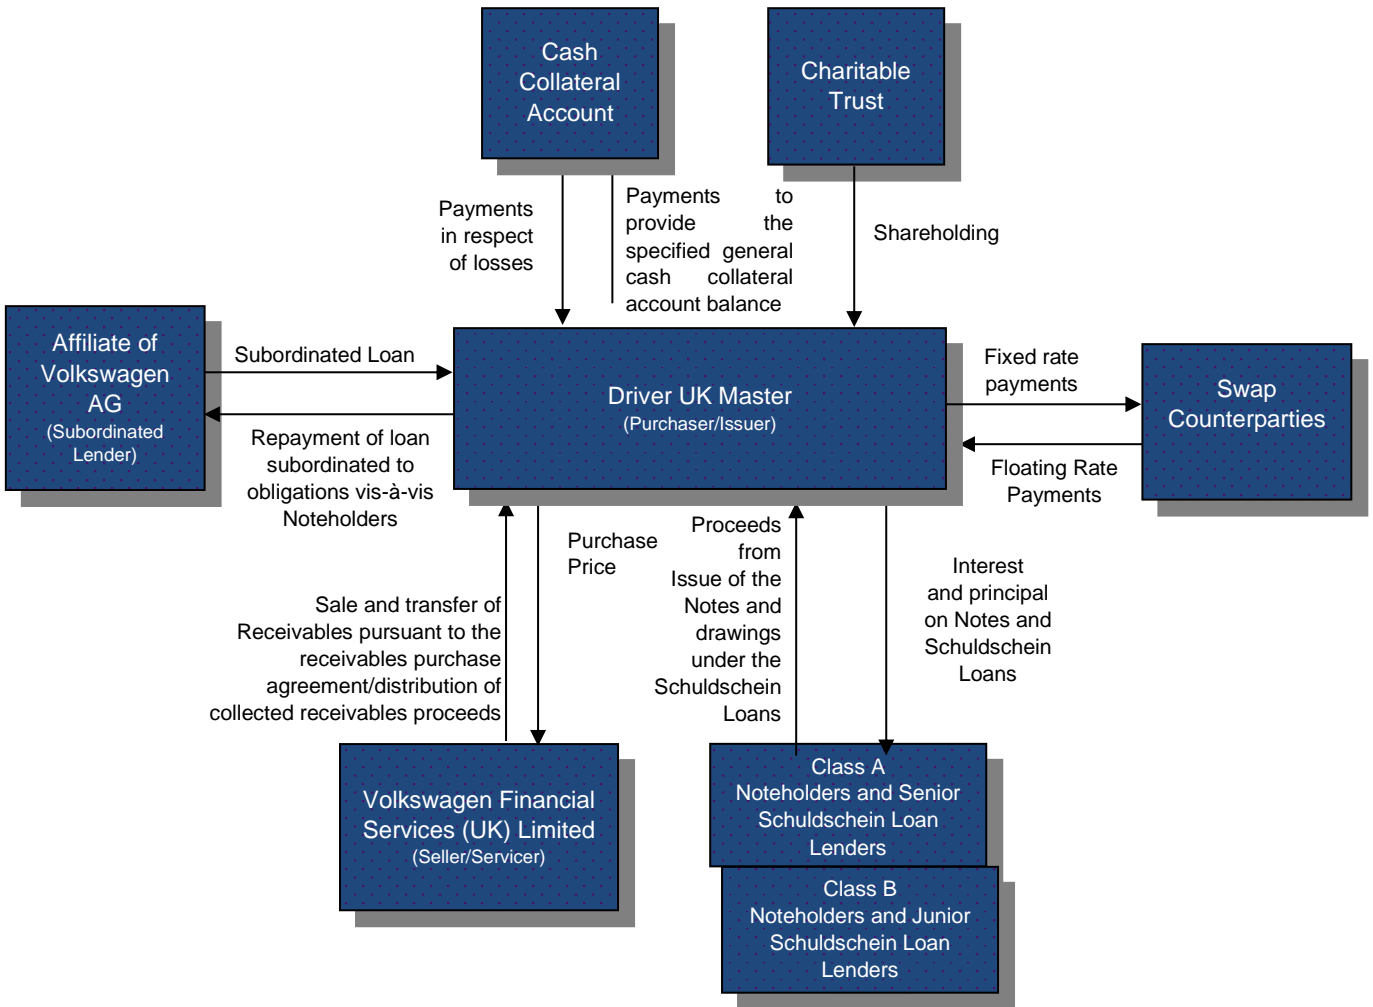 Cash
Collateral
Account
Charitable
Trust
Payments
in respect
of losses
Payments to
provide the
specified general
cash collateral
account balance
Shareholding
Affiliate of
Volkswagen
AG
(Subordinated
Lender)
Subordinated Loan
Repayment of loan
subordinated to
obligations vis-à-vis
Noteholders
Driver UK Master
(Purchaser/Issuer)
Fixed rate
payments
Floating Rate
Payments
Swap
Counterparties
Sale and transfer of
Receivables pursuant to the
receivables purchase
agreement/distribution of
collected receivables proceeds
Purchase
Price
Proceeds
from
Issue of the
Notes and
drawings
under the
Schuldschein
Loans
Interest
and principal
on Notes and
Schuldschein
Loans
Volkswagen Financial
Services (UK) Limited
(Seller/Servicer)
Class A
Noteholders and Senior
Schuldschein Loan
Lenders
Class B
Noteholders and Junior
Schuldschein Loan
Lenders